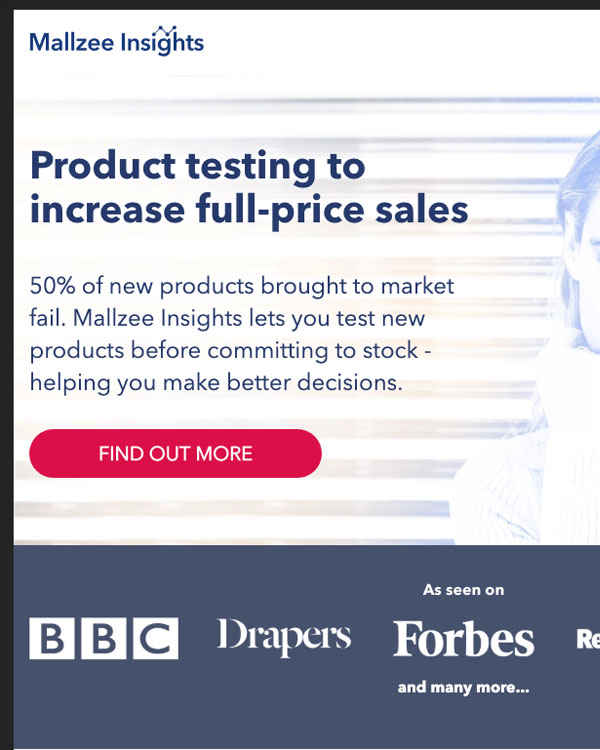 Mallzee Insights
Product testing to
increase full-price sales
50% of new products brought to market
fail. Mallzee Insights lets you test new
products before committing to stock -
helping you make better decisions.
FIND OUT MORE
As seen on
BBC
Drapers
Forbes
and many more...